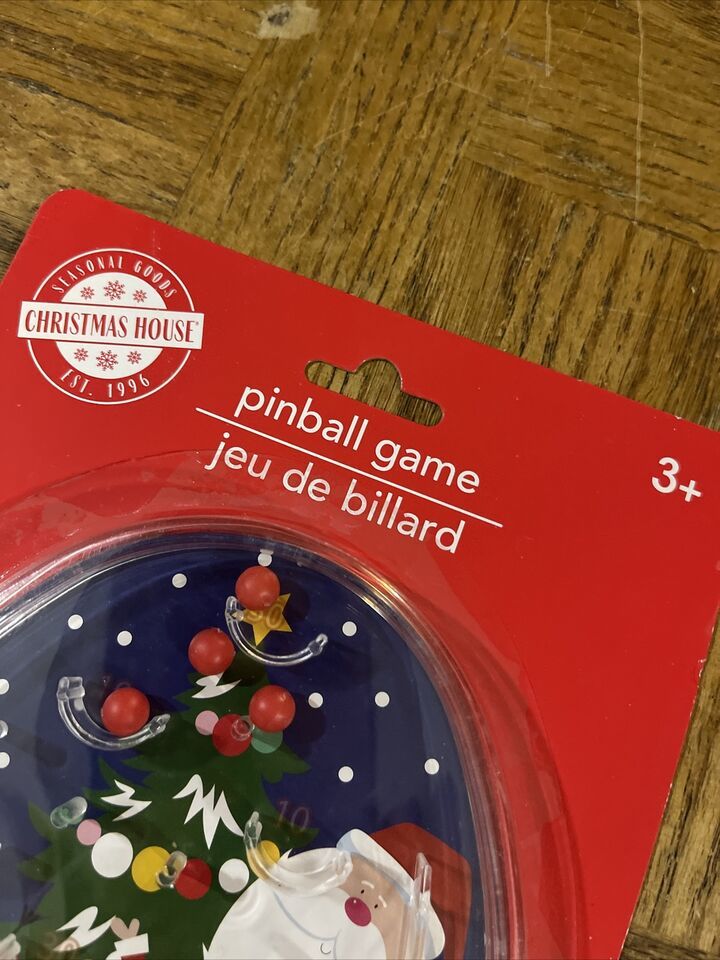 SEASONAL GOODS
CHRISTMAS HOUSE®
EST. 1996
pinball game
jeu de billard
3+
10